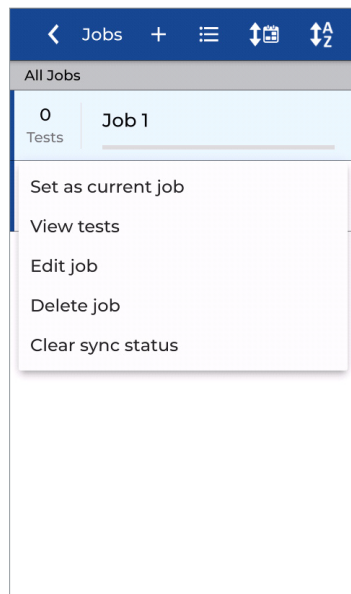 Jobs
A
Z
All Jobs
0
Tests
Job 1
Set as current job
View tests
Edit job
Delete job
Clear sync status